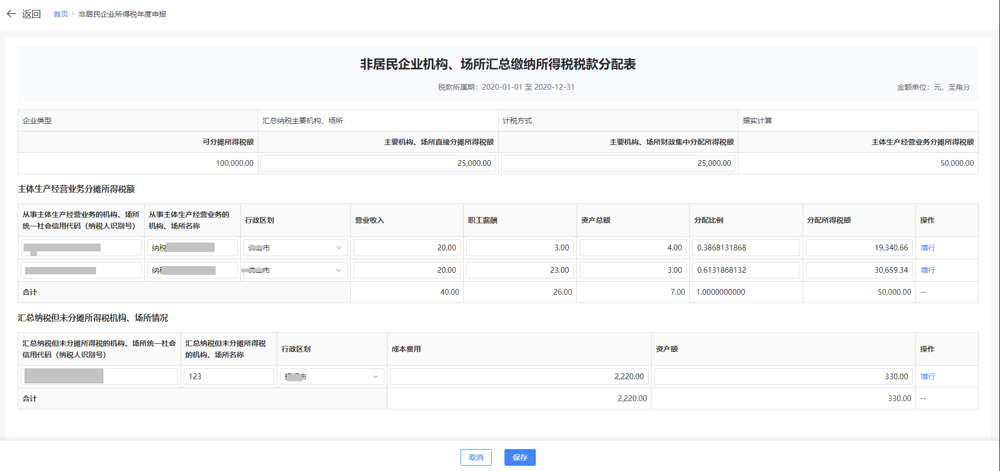 返回 首页 › 非居民企业所得税年度申报
非居民企业机构、场所汇总缴纳所得税税款分配表
税款所属期：2020-01-01 至 2020-12-31 金额单位：元，至角分
企业类型 汇总纳税主要机构、场所 计税方式 据实计算
可分摊所得税额 主要机构、场所直接分摊所得税额 主要机构、场所财政集中分配所得税额 主体生产经营业务分摊所得税额
100,000.00 25,000.00 25,000.00 50,000.00
主体生产经营业务分摊所得税额
从事主体生产经营业务的机构、场所
统一社会信用代码（纳税人识别号）
从事主体生产经营业务的
机构、场所名称
行政区划 营业收入 职工薪酬 资产总额 分配比例 分配所得税额 操作
纳税 市 20.00 3.00 4.00 0.3868131868 19,340.66 增行
纳 市 20.00 23.00 3.00 0.6131868132 30,659.34 增行
合计 40.00 26.00 7.00 1.0000000000 50,000.00 --
汇总纳税但未分摊所得税机构、场所情况
汇总纳税但未分摊所得税的机构、场所统一社会
信用代码（纳税人识别号）
汇总纳税但未分摊所得税
的机构、场所名称
行政区划 成本费用 资产额 操作
123 市 2,220.00 330.00 增行
合计 2,220.00 330.00 --
取消 保存